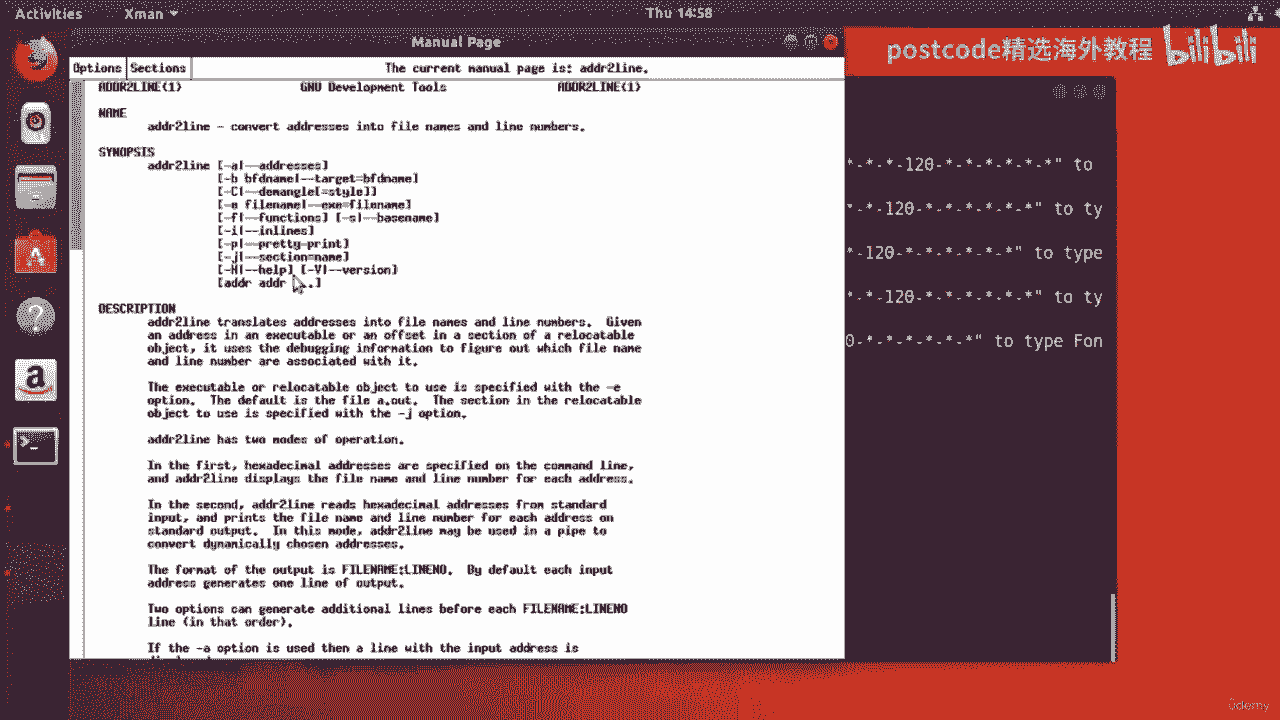 Activities Xman Thu 14:58
postcode精选海外教程 bilibili
Manual Page
Options Sections The current manual page is: addr2line.
ADDR2LINE(1) GNU Development Tools ADDR2LINE(1)
NAME
addr2line - convert addresses into file names and line numbers.
SYNOPSIS
addr2line [-a|--addresses]
[-b bfdname|--target=bfdname]
[-C|--demangle[=style]]
[-e filename|--exe=filename]
[-f|--functions] [-s|--basename]
[-i|--inlines]
[-p|--pretty-print]
[-j|--section=name]
[-H|--help] [-V|--version]
[addr addr ...]
DESCRIPTION
addr2line translates addresses into file names and line numbers. Given
an address in an executable or an offset in a section of a relocatable
object, it uses the debugging information to figure out which file name
and line number are associated with it.
The executable or relocatable object to use is specified with the -e
option. The default is the file a.out. The section in the relocatable
object to use is specified with the -j option.
addr2line has two modes of operation.
In the first, hexadecimal addresses are specified on the command line,
and addr2line displays the file name and line number for each address.
In the second, addr2line reads hexadecimal addresses from standard
input, and prints the file name and line number for each address on
standard output. In this mode, addr2line may be used in a pipe to
convert dynamically chosen addresses.
The format of the output is FILENAME:LINENO. By default each input
address generates one line of output.
Two options can generate additional lines before each FILENAME:LINENO
line (in that order).
If the -a option is used then a line with the input address is
*-*-*-120-*-*-*-*-*-*" to
*-*-120-*-*-*-*-*-*" to ty
*-120-*-*-*-*-*-*" to type
*-*-120-*-*-*-*-*-*" to ty
0-*-*-*-*-*-*" to type Fon
ûdemy